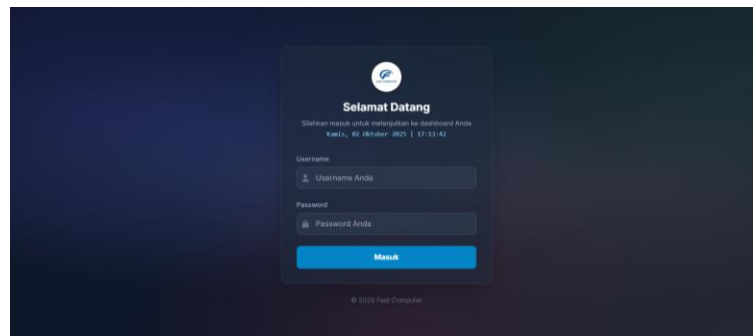 Selamat Datang
Silahkan masuk untuk melanjutkan ke dashboard Anda
Kamis, 02 Oktober 2025 | 17:13:42
Username
Username Anda
Password
Password Anda
Masuk
© 2025 Faid Computer